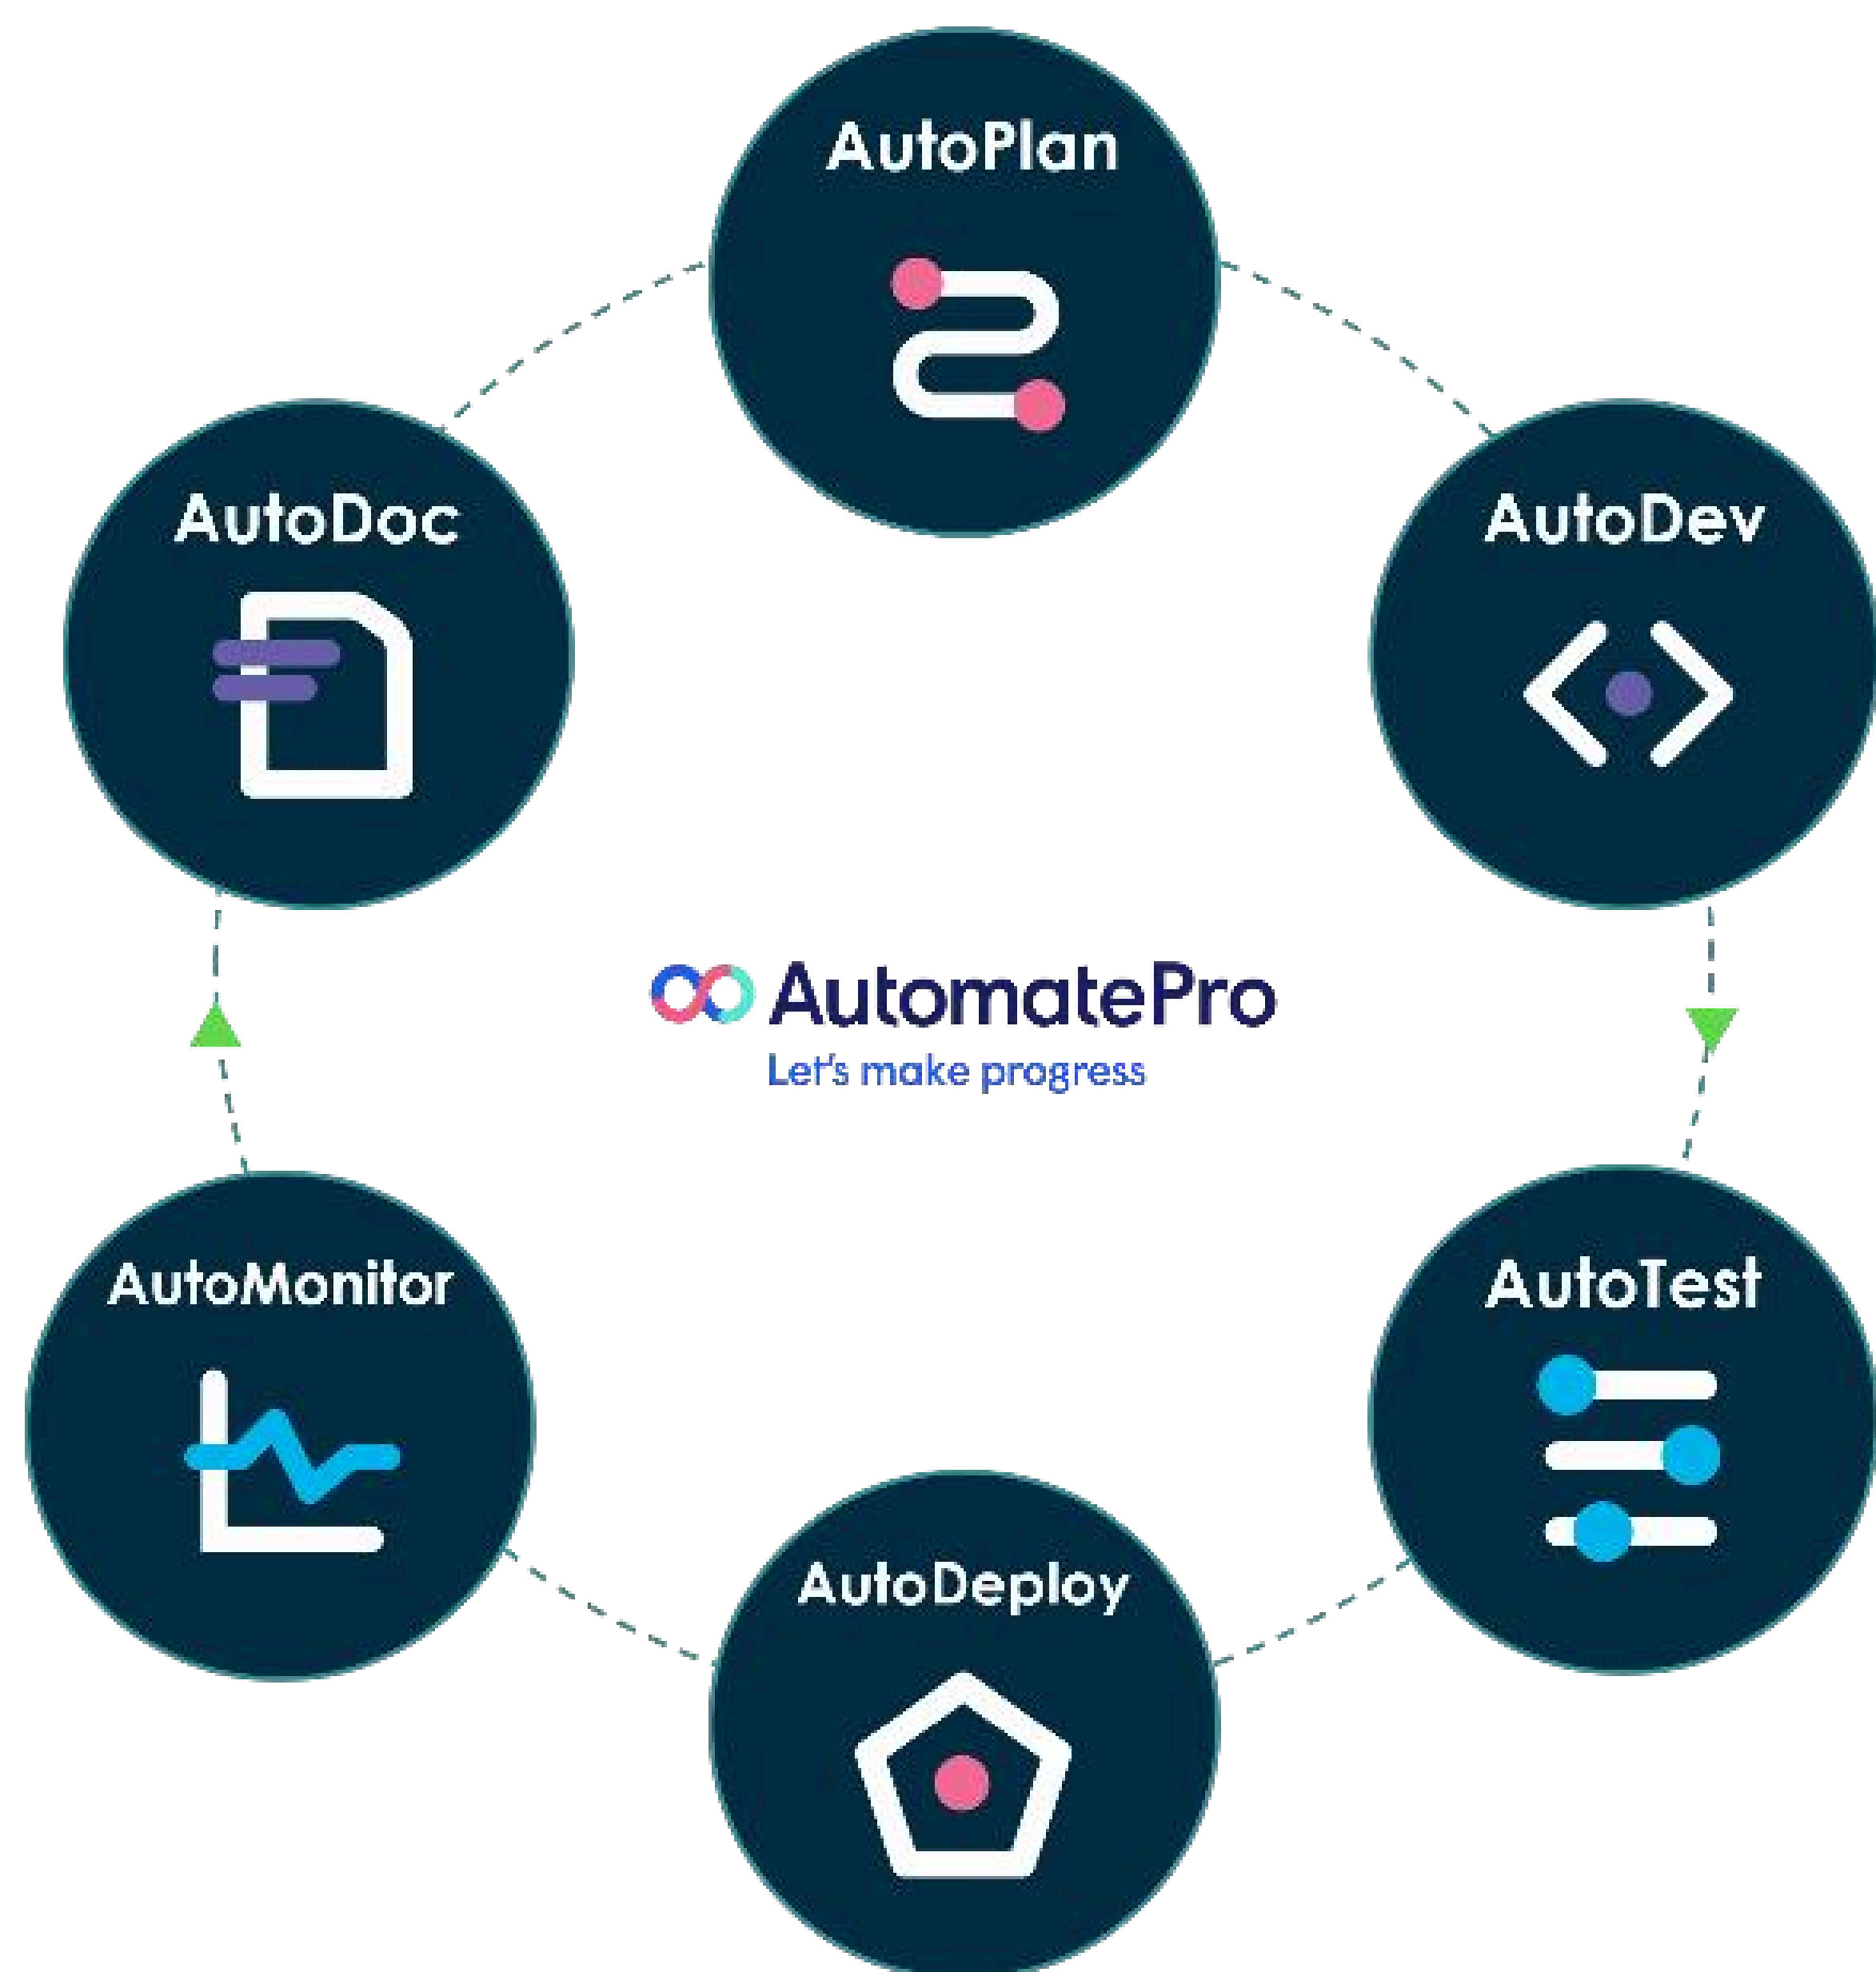 AutoPlan
AutoDoc
AutoDev
AutomatePro
Let's make progress
AutoMonitor
AutoTest
AutoDeploy